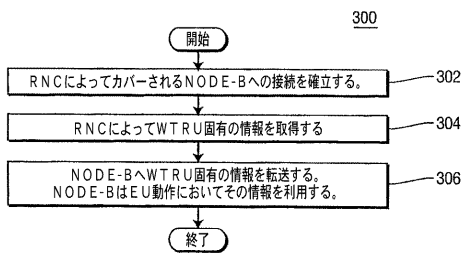 300
開始
RNCによってカバーされるNODE-Bへの接続を確立する。
302
RNCによってWTRU固有の情報を取得する
304
NODE-BへWTRU固有の情報を転送する。
NODE-BはEU動作においてその情報を利用する。
306
終了